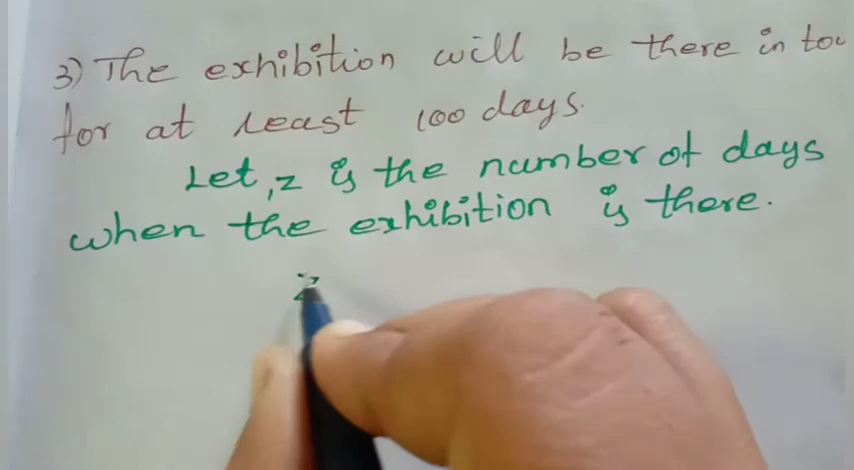 3) The exhibition will be there in tow
for at least 100 days.
Let, z is the number of days
when the exhibition is there.
z